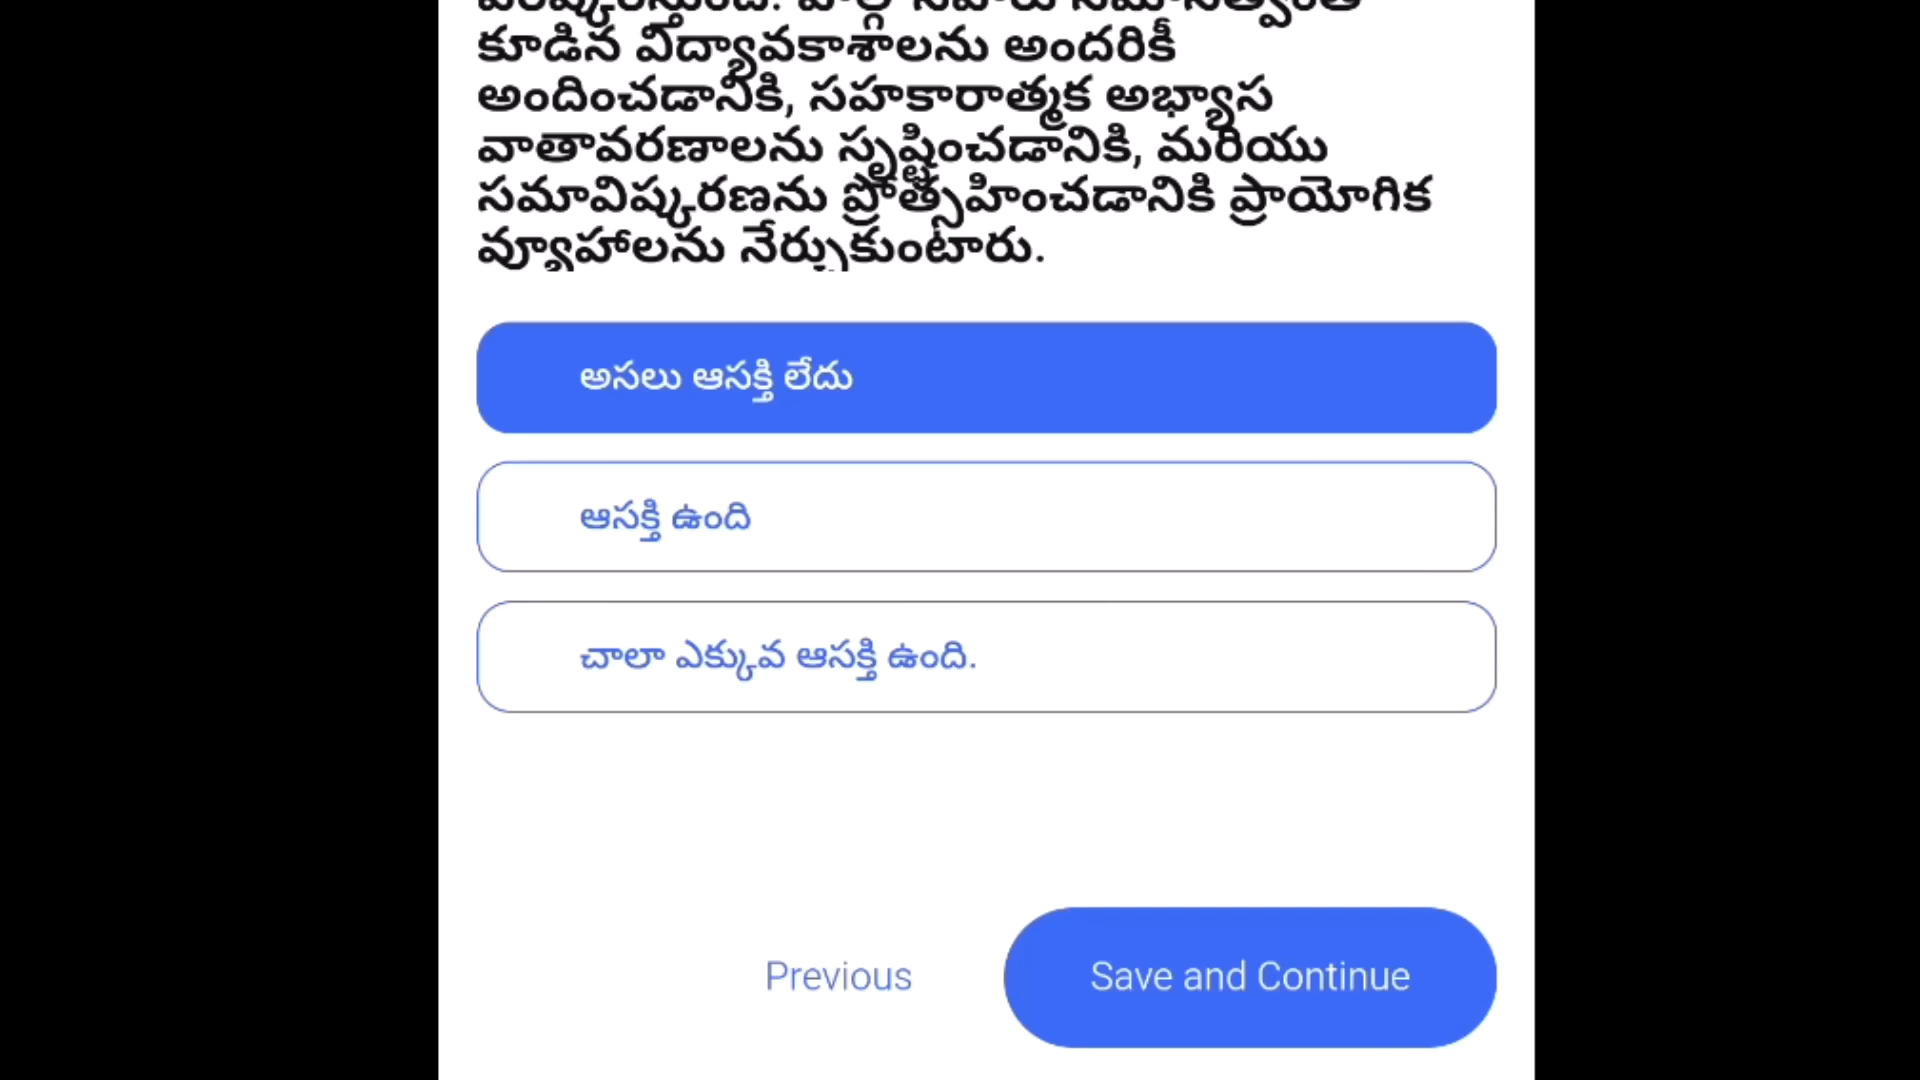 కూడిన విద్యావకాశాలను అందరికీ
అందించడానికి, సహకారాత్మక అభ్యాస
వాతావరణాలను సృష్టించడానికి, మరియు
సమావిష్కరణను ప్రోత్సహించడానికి ప్రాయోగిక
వ్యూహాలను నేర్చుకుంటారు.
అసలు ఆసక్తి లేదు
ఆసక్తి ఉంది
చాలా ఎక్కువ ఆసక్తి ఉంది.
Previous
Save and Continue